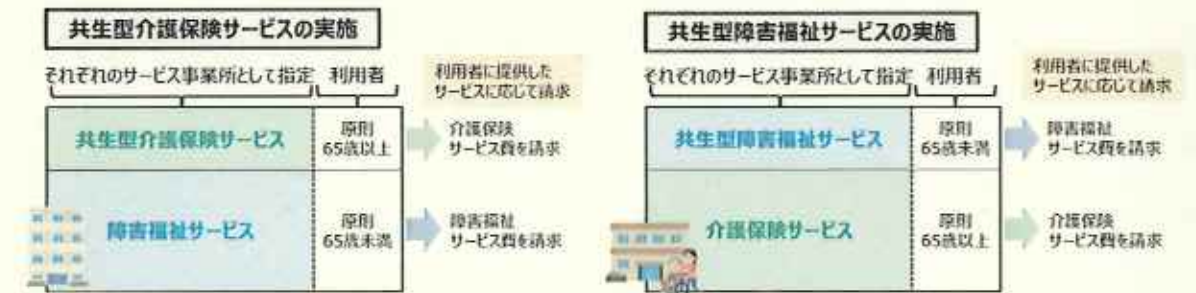 共生型介護保険サービスの実施
それぞれのサービス事業所として指定
利用者
利用者に提供した
サービスに応じて請求
共生型介護保険サービス
原則
65歳以上
介護保険
サービス費を請求
障害福祉サービス
原則
65歳未満
障害福祉
サービス費を請求
共生型障害福祉サービスの実施
それぞれのサービス事業所として指定
利用者
利用者に提供した
サービスに応じて請求
共生型障害福祉サービス
原則
65歳未満
障害福祉
サービス費を請求
介護保険サービス
原則
65歳以上
介護保険
サービス費を請求